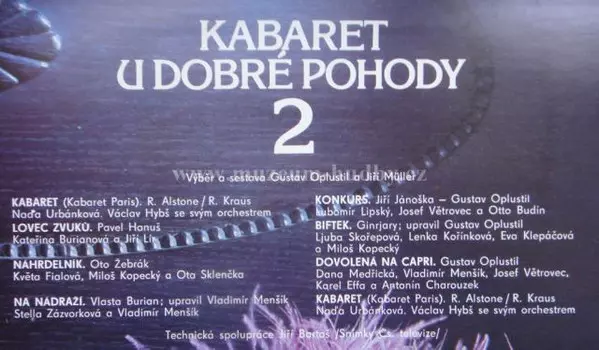 KABARET
U DOBRÉ POHODY
2
Výběr a sestava Gustav Oplustil a Jiří Müller
KABARET (Kabaret Paris). R. Alstone / R. Kraus
Naďa Urbánková. Václav Hybš se svým orchestrem
LOVEC ZVUKŮ. Pavel Hanuš
Kateřina Burianová a Jiří Lír
NÁHRDELNÍK. Oto Žebrák
Květa Fialová, Miloš Kopecký a Ota Sklenčka
NA NÁDRAŽÍ. Vlasta Burian; upravil Vladimír Menšík
Stella Zázvorková a Vladimír Menšík
KONKURS. Jiří Jánoška – Gustav Oplustil
Lubomír Lipský, Josef Větrovec a Otto Budín
BIFTEK. Ginrjary; upravil Gustav Oplustil
Ljuba Skořepová, Lenka Kořínková, Eva Klepáčová
a Miloš Kopecký
DOVOLENÁ NA CAPRI. Gustav Oplustil
Dana Medřická, Vladimír Menšík, Josef Větrovec,
Karel Effa a Antonín Charouzek
KABARET (Kabaret Paris). R. Alstone / R. Kraus
Naďa Urbánková. Václav Hybš se svým orchestrem
Technická spolupráce Jiří Bartoš /Snímky Čs. televize/